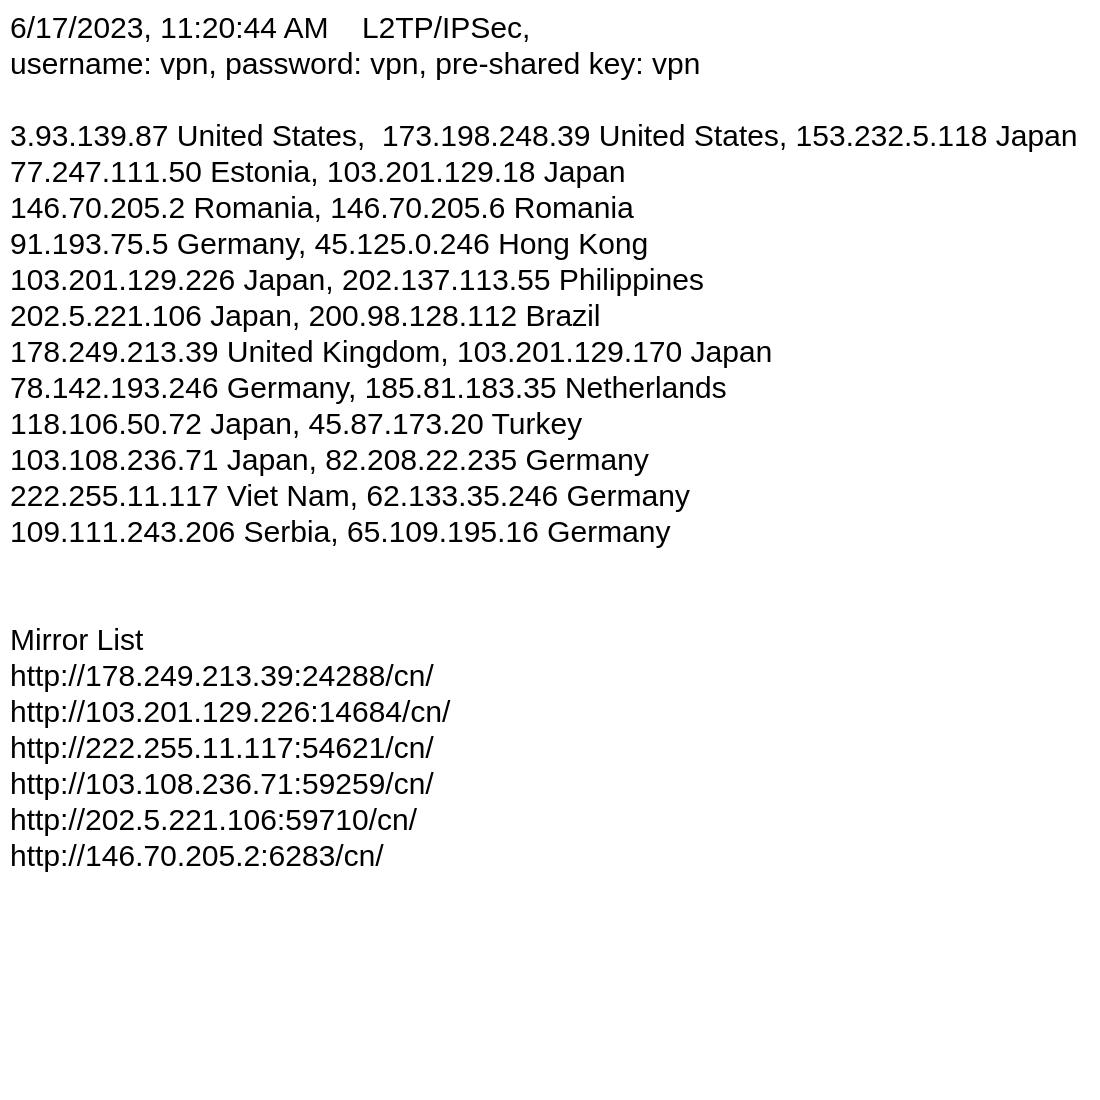 6/17/2023, 11:20:44 AM    L2TP/IPSec,
username: vpn, password: vpn, pre-shared key: vpn
3.93.139.87 United States,  173.198.248.39 United States, 153.232.5.118 Japan
77.247.111.50 Estonia, 103.201.129.18 Japan
146.70.205.2 Romania, 146.70.205.6 Romania
91.193.75.5 Germany, 45.125.0.246 Hong Kong
103.201.129.226 Japan, 202.137.113.55 Philippines
202.5.221.106 Japan, 200.98.128.112 Brazil
178.249.213.39 United Kingdom, 103.201.129.170 Japan
78.142.193.246 Germany, 185.81.183.35 Netherlands
118.106.50.72 Japan, 45.87.173.20 Turkey
103.108.236.71 Japan, 82.208.22.235 Germany
222.255.11.117 Viet Nam, 62.133.35.246 Germany
109.111.243.206 Serbia, 65.109.195.16 Germany
Mirror List
http://178.249.213.39:24288/cn/
http://103.201.129.226:14684/cn/
http://222.255.11.117:54621/cn/
http://103.108.236.71:59259/cn/
http://202.5.221.106:59710/cn/
http://146.70.205.2:6283/cn/